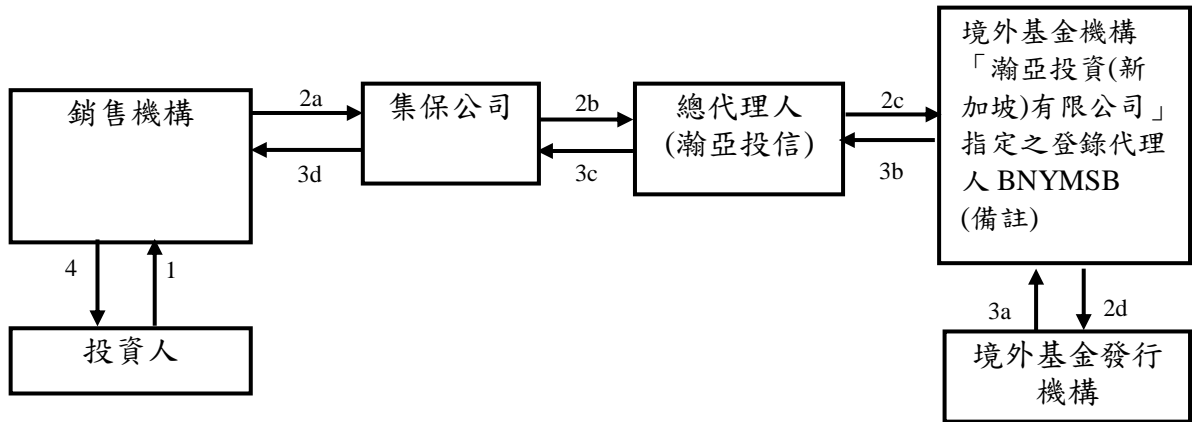 銷售機構
2a
3d
集保公司
2b
3c
總代理人
(瀚亞投信)
2c
3b
境外基金機構
「瀚亞投資(新
加坡)有限公司」
指定之登錄代理
人 BNYMSB
(備註)
4
1
3a
2d
投資人
境外基金發行
機構